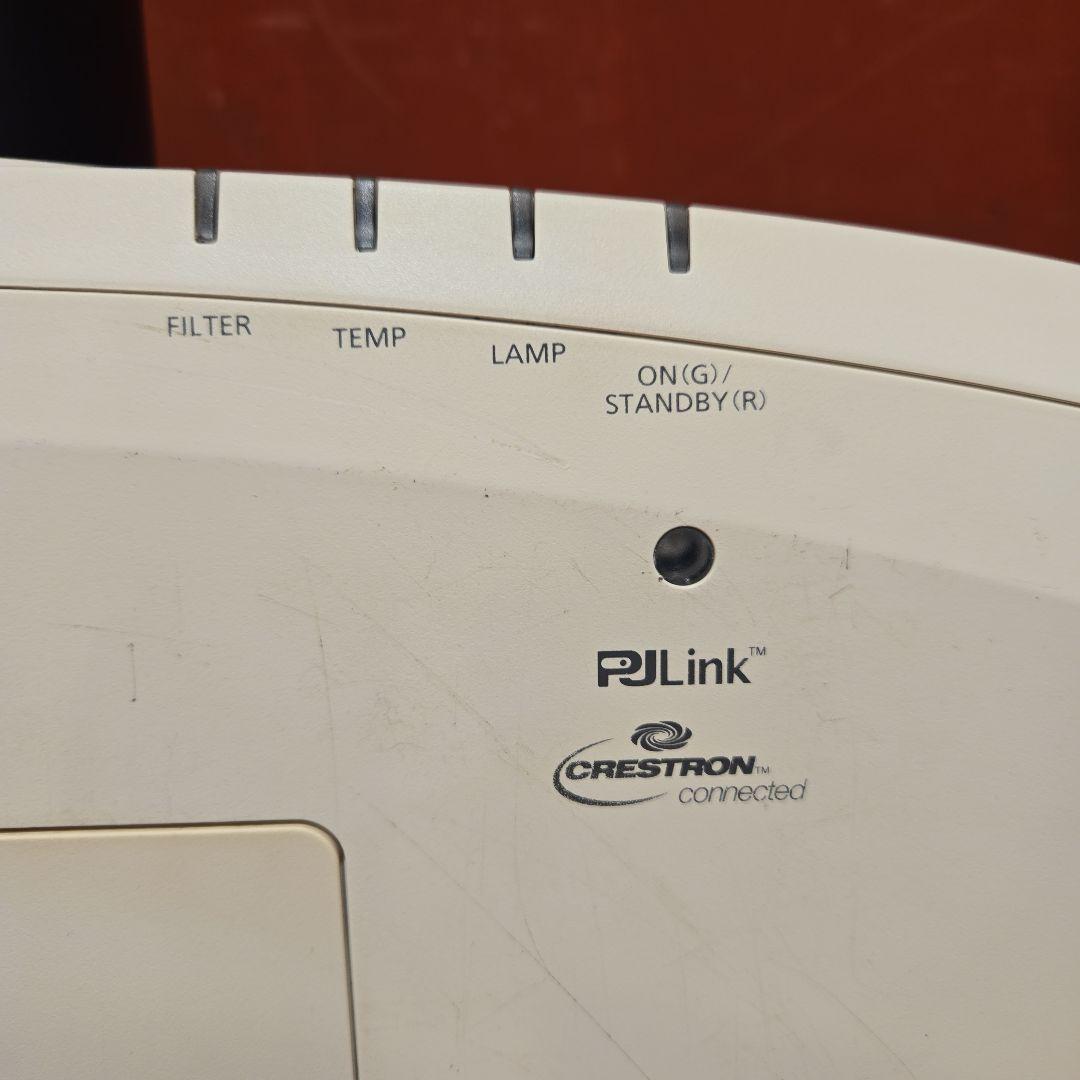 FILTER
TEMP
LAMP
ON(G)/
STANDBY(R)
PJLink™
CRESTRON™
connected